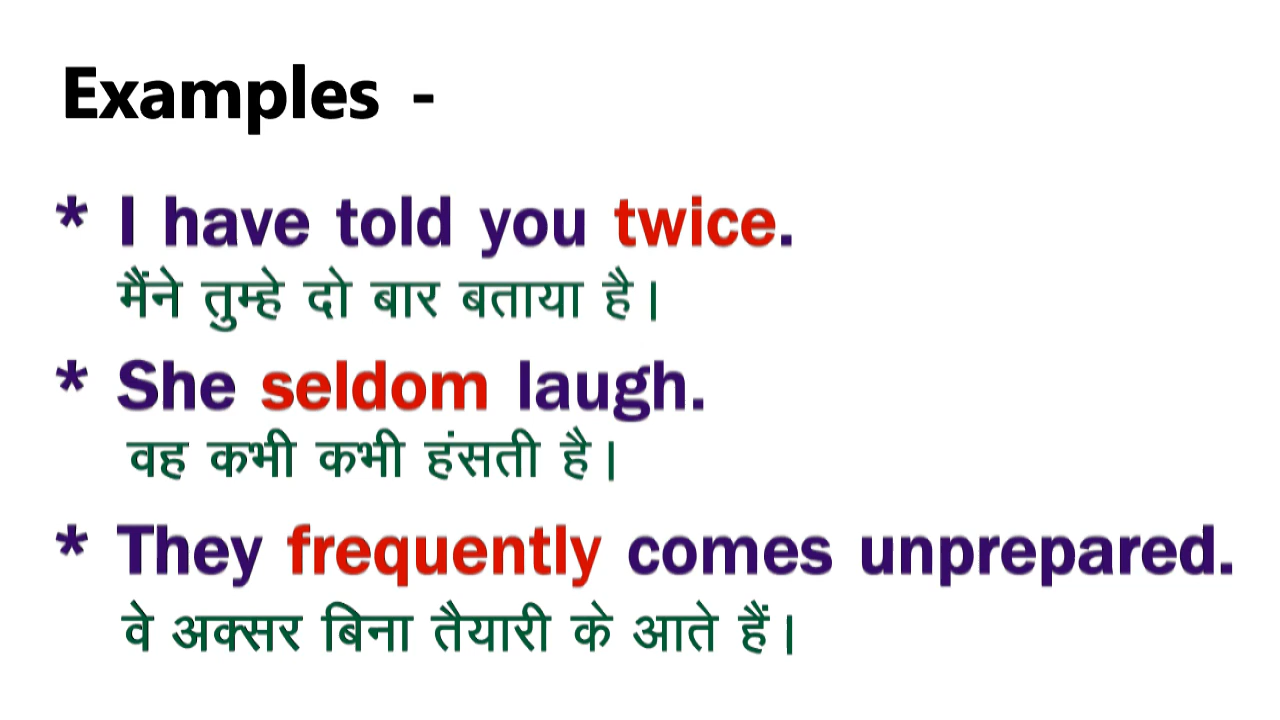 Examples -
* I have told you twice.
मैंने तुम्हे दो बार बताया है।
* She seldom laugh.
वह कभी कभी हंसती है।
* They frequently comes unprepared.
वे अक्सर बिना तैयारी के आते हैं।